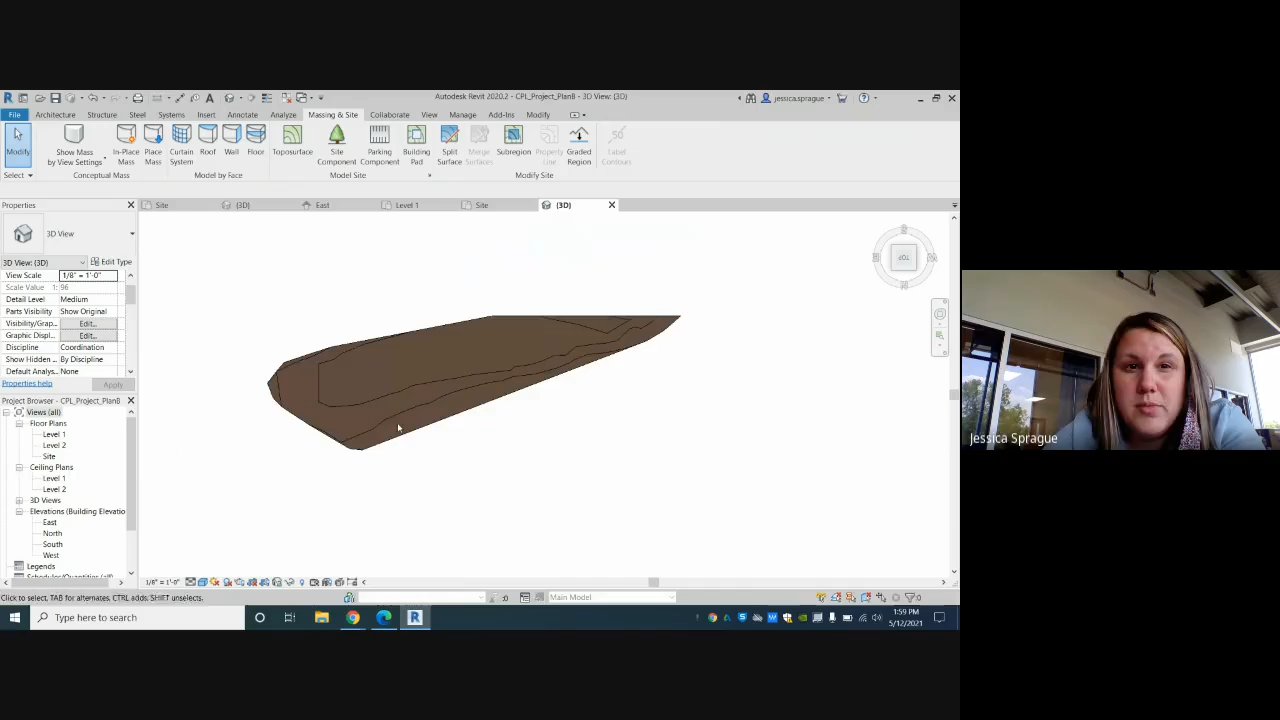 Autodesk Revit 2020.2 - CPL_Project_PlanB - 3D View: {3D}
jessica.sprague
File Architecture Structure Steel Systems Insert Annotate Analyze Massing & Site Collaborate View Manage Add-Ins Modify
Modify
Show Mass
by View Settings
In-Place
Mass
Place
Mass
Curtain
System
Roof
Wall
Floor
Toposurface
Site
Component
Parking
Component
Building
Pad
Split
Surface
Merge
Surfaces
Subregion
Property
Line
Graded
Region
Label
Contours
Select
Conceptual Mass
Model by Face
Model Site
Modify Site
Properties
Site
{3D}
East
Level 1
Site
{3D}
3D View
3D View: {3D}
Edit Type
View Scale 1/8" = 1'-0"
Scale Value 1: 96
Detail Level Medium
Parts Visibility Show Original
Visibility/Grap... Edit...
Graphic Displ... Edit...
Discipline Coordination
Show Hidden ... By Discipline
Default Analys... None
Properties help
Apply
Project Browser - CPL_Project_PlanB
Views (all)
Floor Plans
Level 1
Level 2
Site
Ceiling Plans
Level 1
Level 2
3D Views
Elevations (Building Elevatio
East
North
South
West
Legends
TOP
Jessica Sprague
1/8" = 1'-0"
Click to select, TAB for alternates, CTRL adds, SHIFT unselects.
:0
Main Model
:0
Type here to search
1:59 PM
5/12/2021